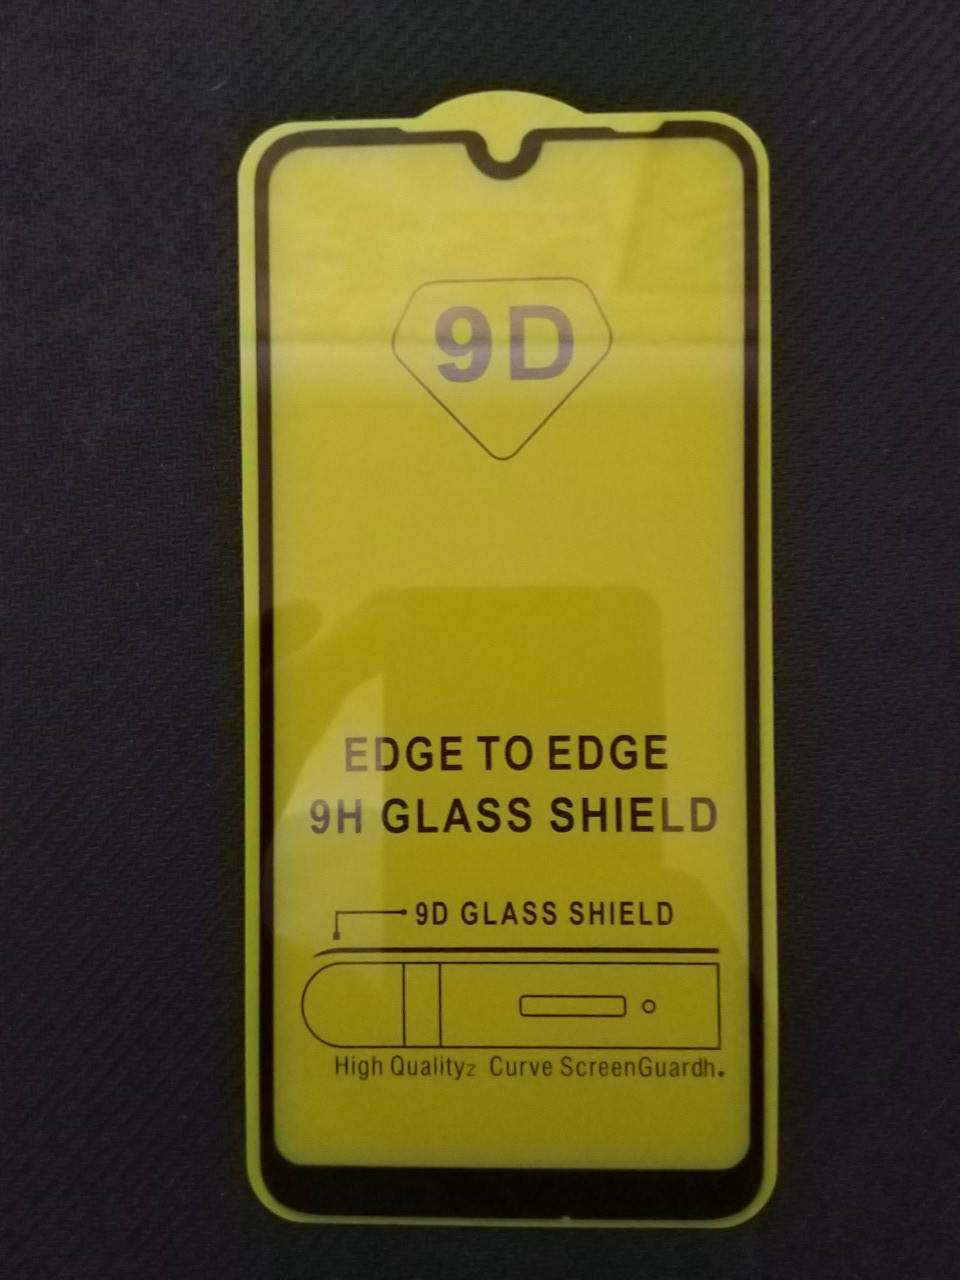 9D
EDGE TO EDGE
9H GLASS SHIELD
9D GLASS SHIELD
High Qualityz Curve ScreenGuardh.